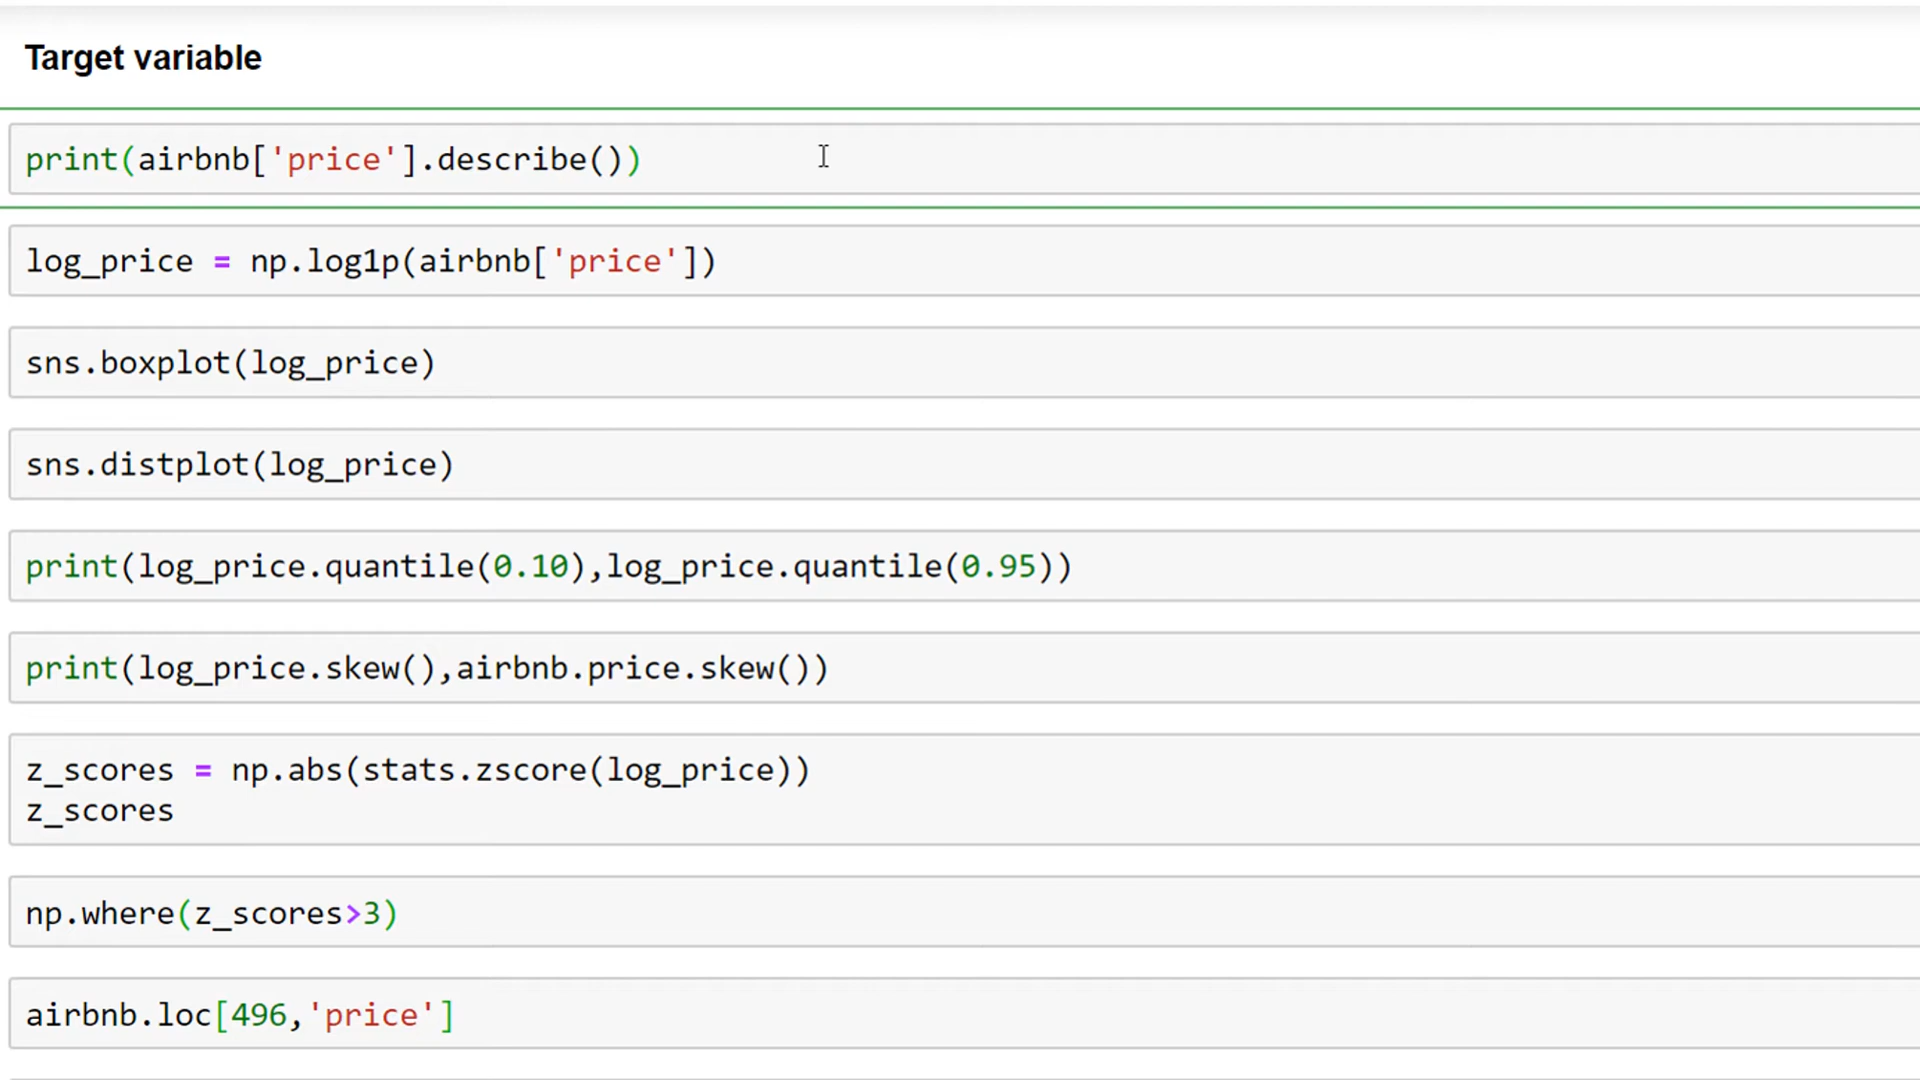 Target variable
print(airbnb['price'].describe())
log_price = np.log1p(airbnb['price'])
sns.boxplot(log_price)
sns.distplot(log_price)
print(log_price.quantile(0.10),log_price.quantile(0.95))
print(log_price.skew(),airbnb.price.skew())
z_scores = np.abs(stats.zscore(log_price))
z_scores
np.where(z_scores>3)
airbnb.loc[496,'price']